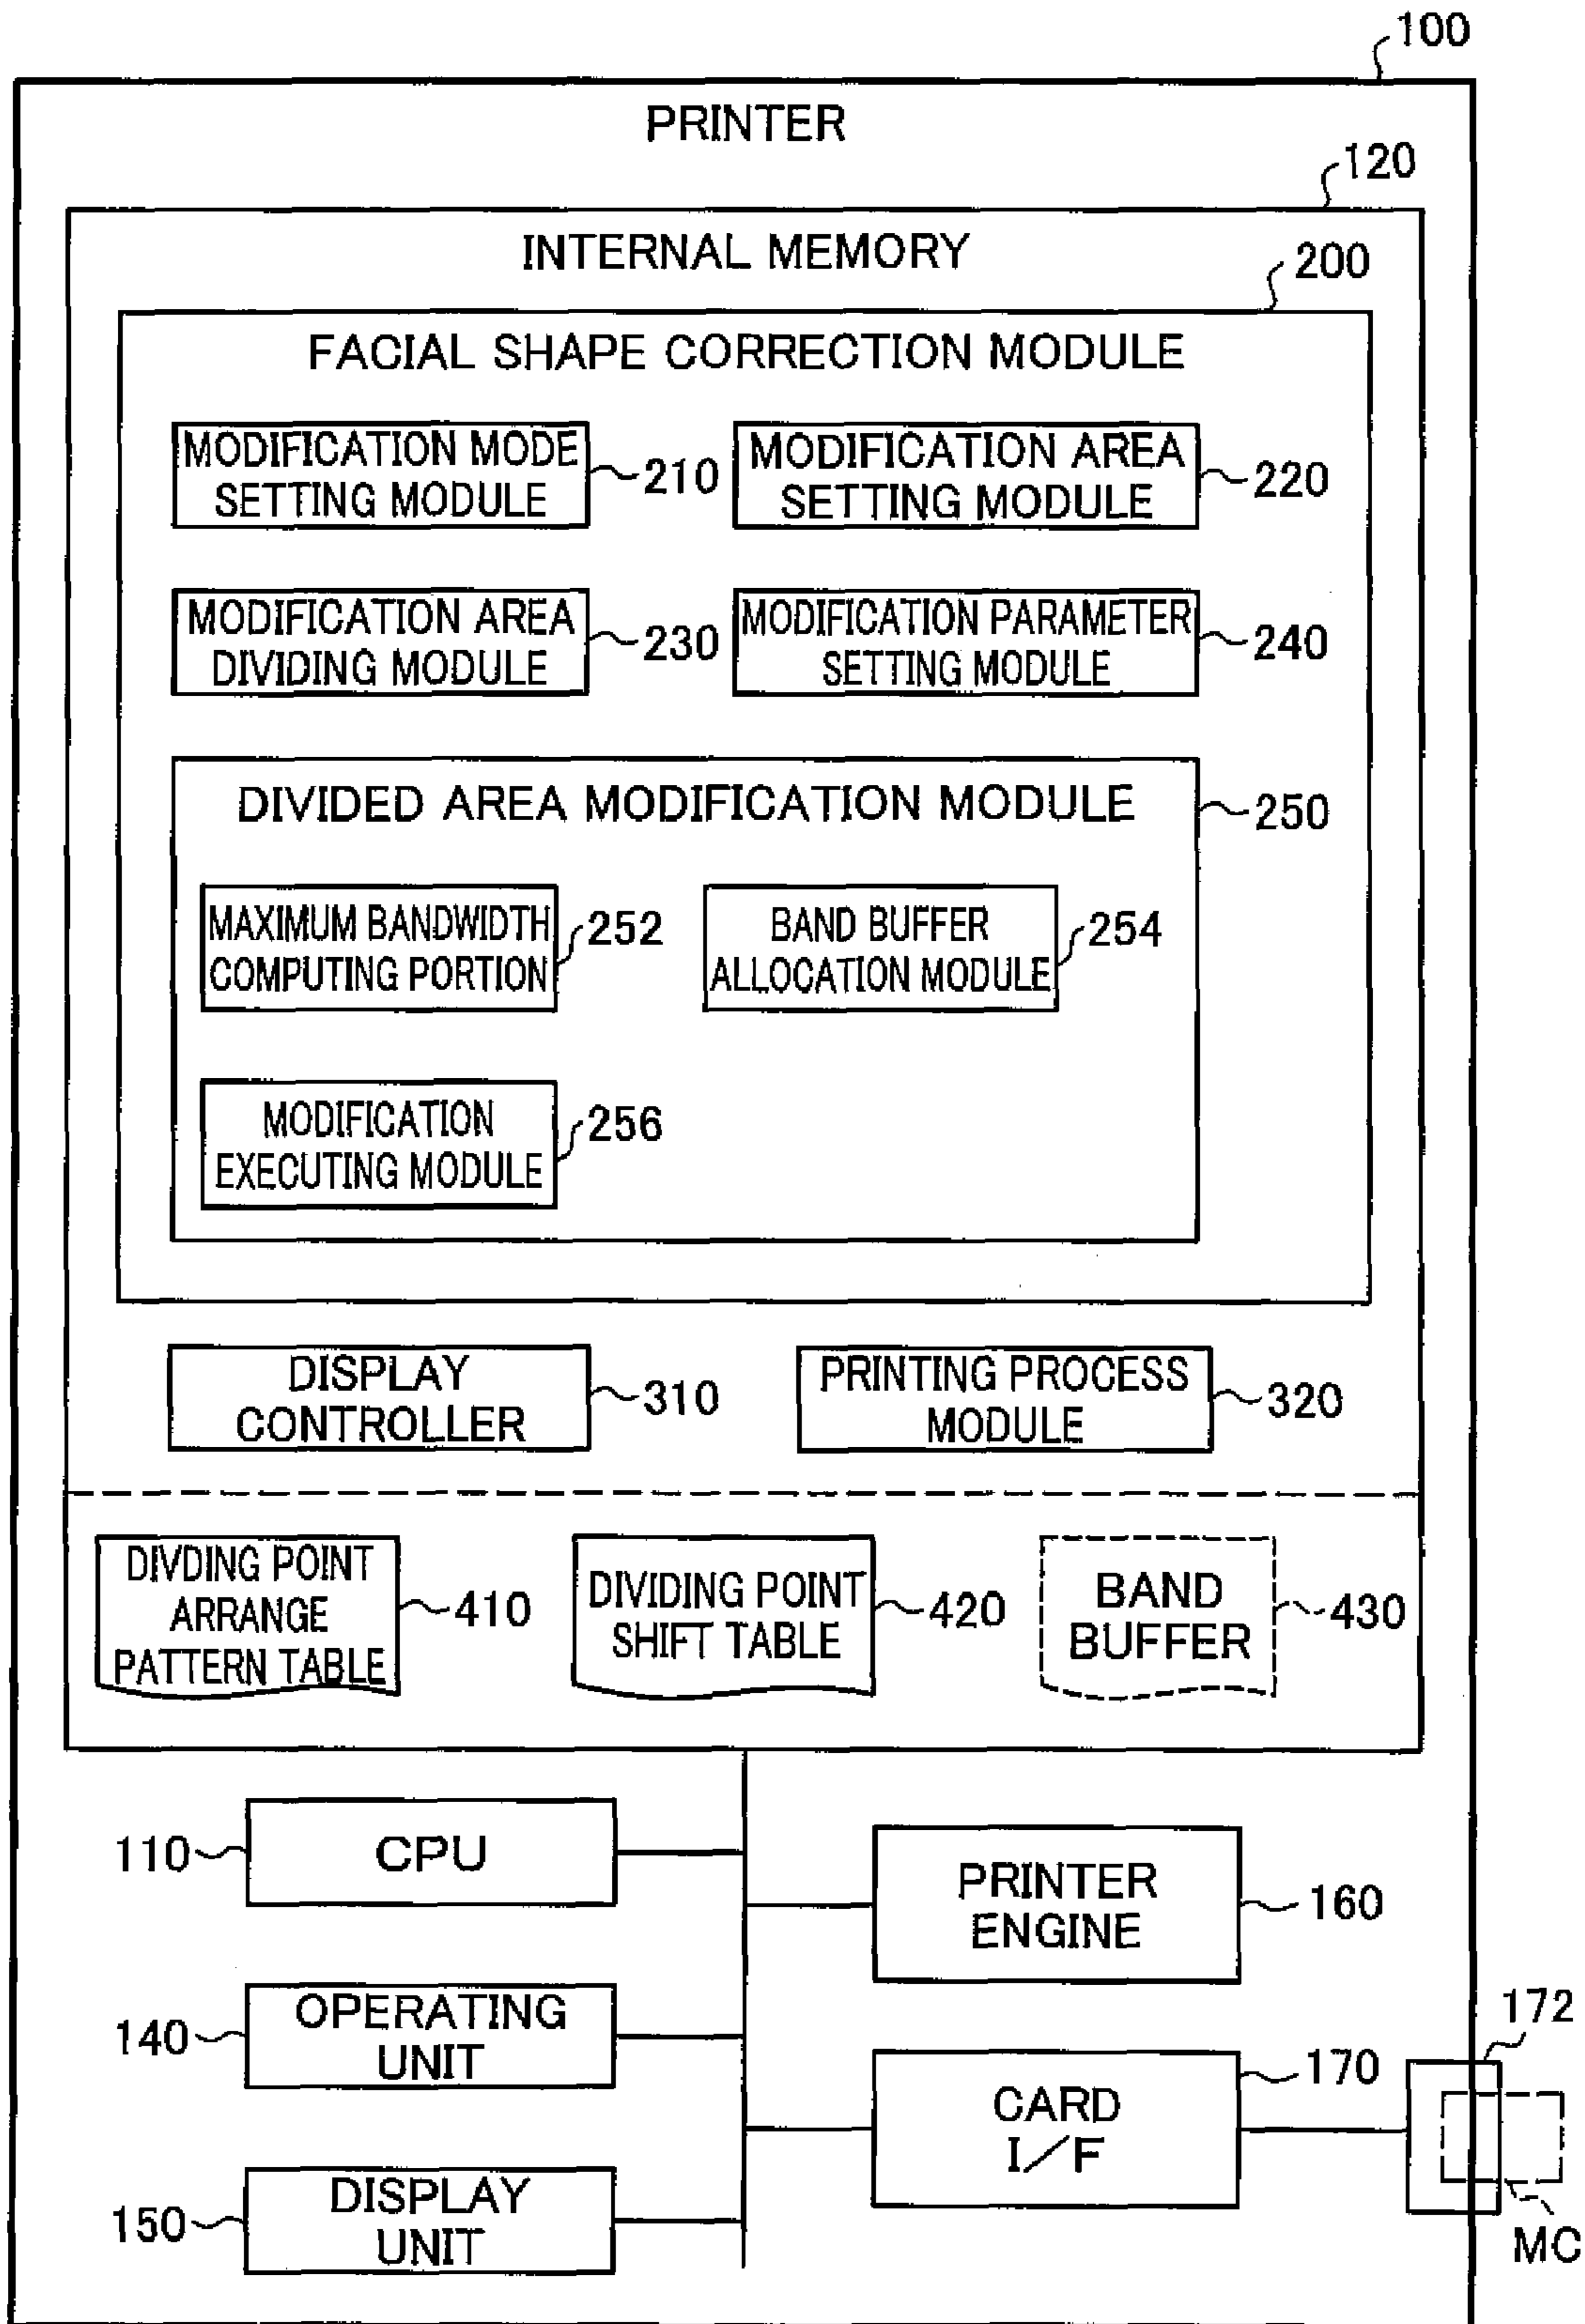 100
PRINTER
120
INTERNAL MEMORY
200
FACIAL SHAPE CORRECTION MODULE
MODIFICATION MODE
SETTING MODULE
210
MODIFICATION AREA
SETTING MODULE
220
MODIFICATION AREA
DIVIDING MODULE
230
MODIFICATION PARAMETER
SETTING MODULE
240
DIVIDED AREA MODIFICATION MODULE
250
MAXIMUM BANDWIDTH
COMPUTING PORTION
252
BAND BUFFER
ALLOCATION MODULE
254
MODIFICATION
EXECUTING MODULE
256
DISPLAY
CONTROLLER
310
PRINTING PROCESS
MODULE
320
DIVDING POINT
ARRANGE
PATTERN TABLE
410
DIVIDING POINT
SHIFT TABLE
420
BAND
BUFFER
430
110
CPU
PRINTER
ENGINE
160
140
OPERATING
UNIT
CARD
I/F
170
172
MC
150
DISPLAY
UNIT